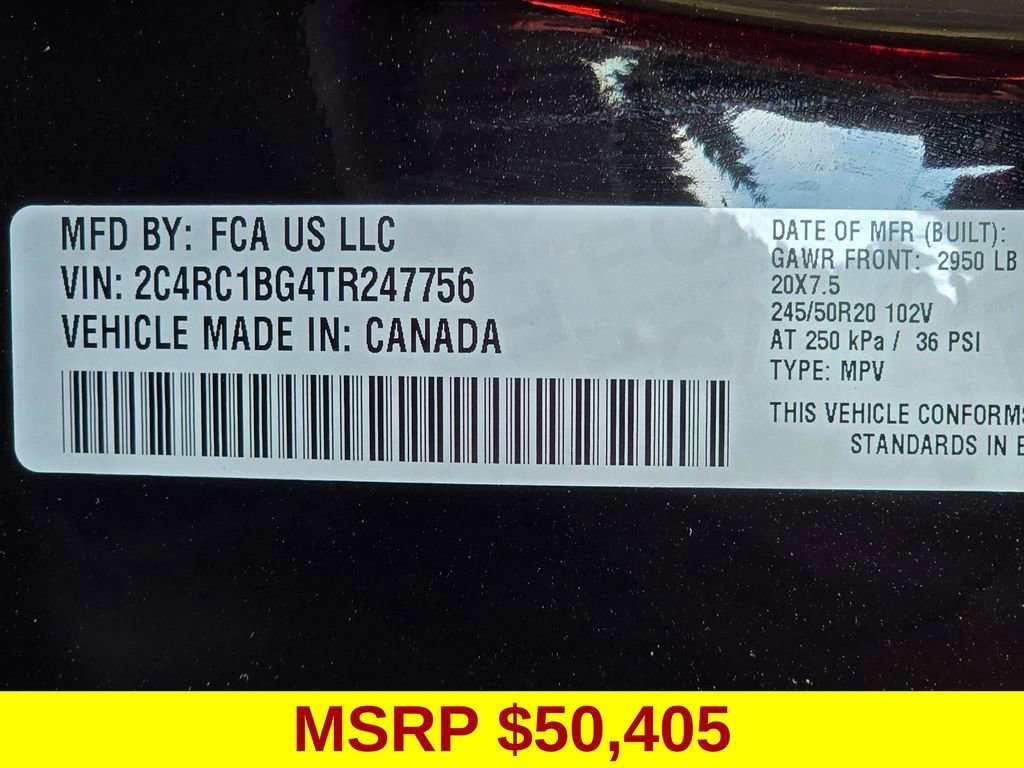 MFD BY: FCA US LLC
VIN: 2C4RC1BG4TR247756
VEHICLE MADE IN: CANADA
DATE OF MFR (BUILT):
GAWR FRONT: 2950 LB
20X7.5
245/50R20 102V
AT 250 kPa / 36 PSI
TYPE: MPV
THIS VEHICLE CONFORMS
STANDARDS IN E
MSRP $50,405